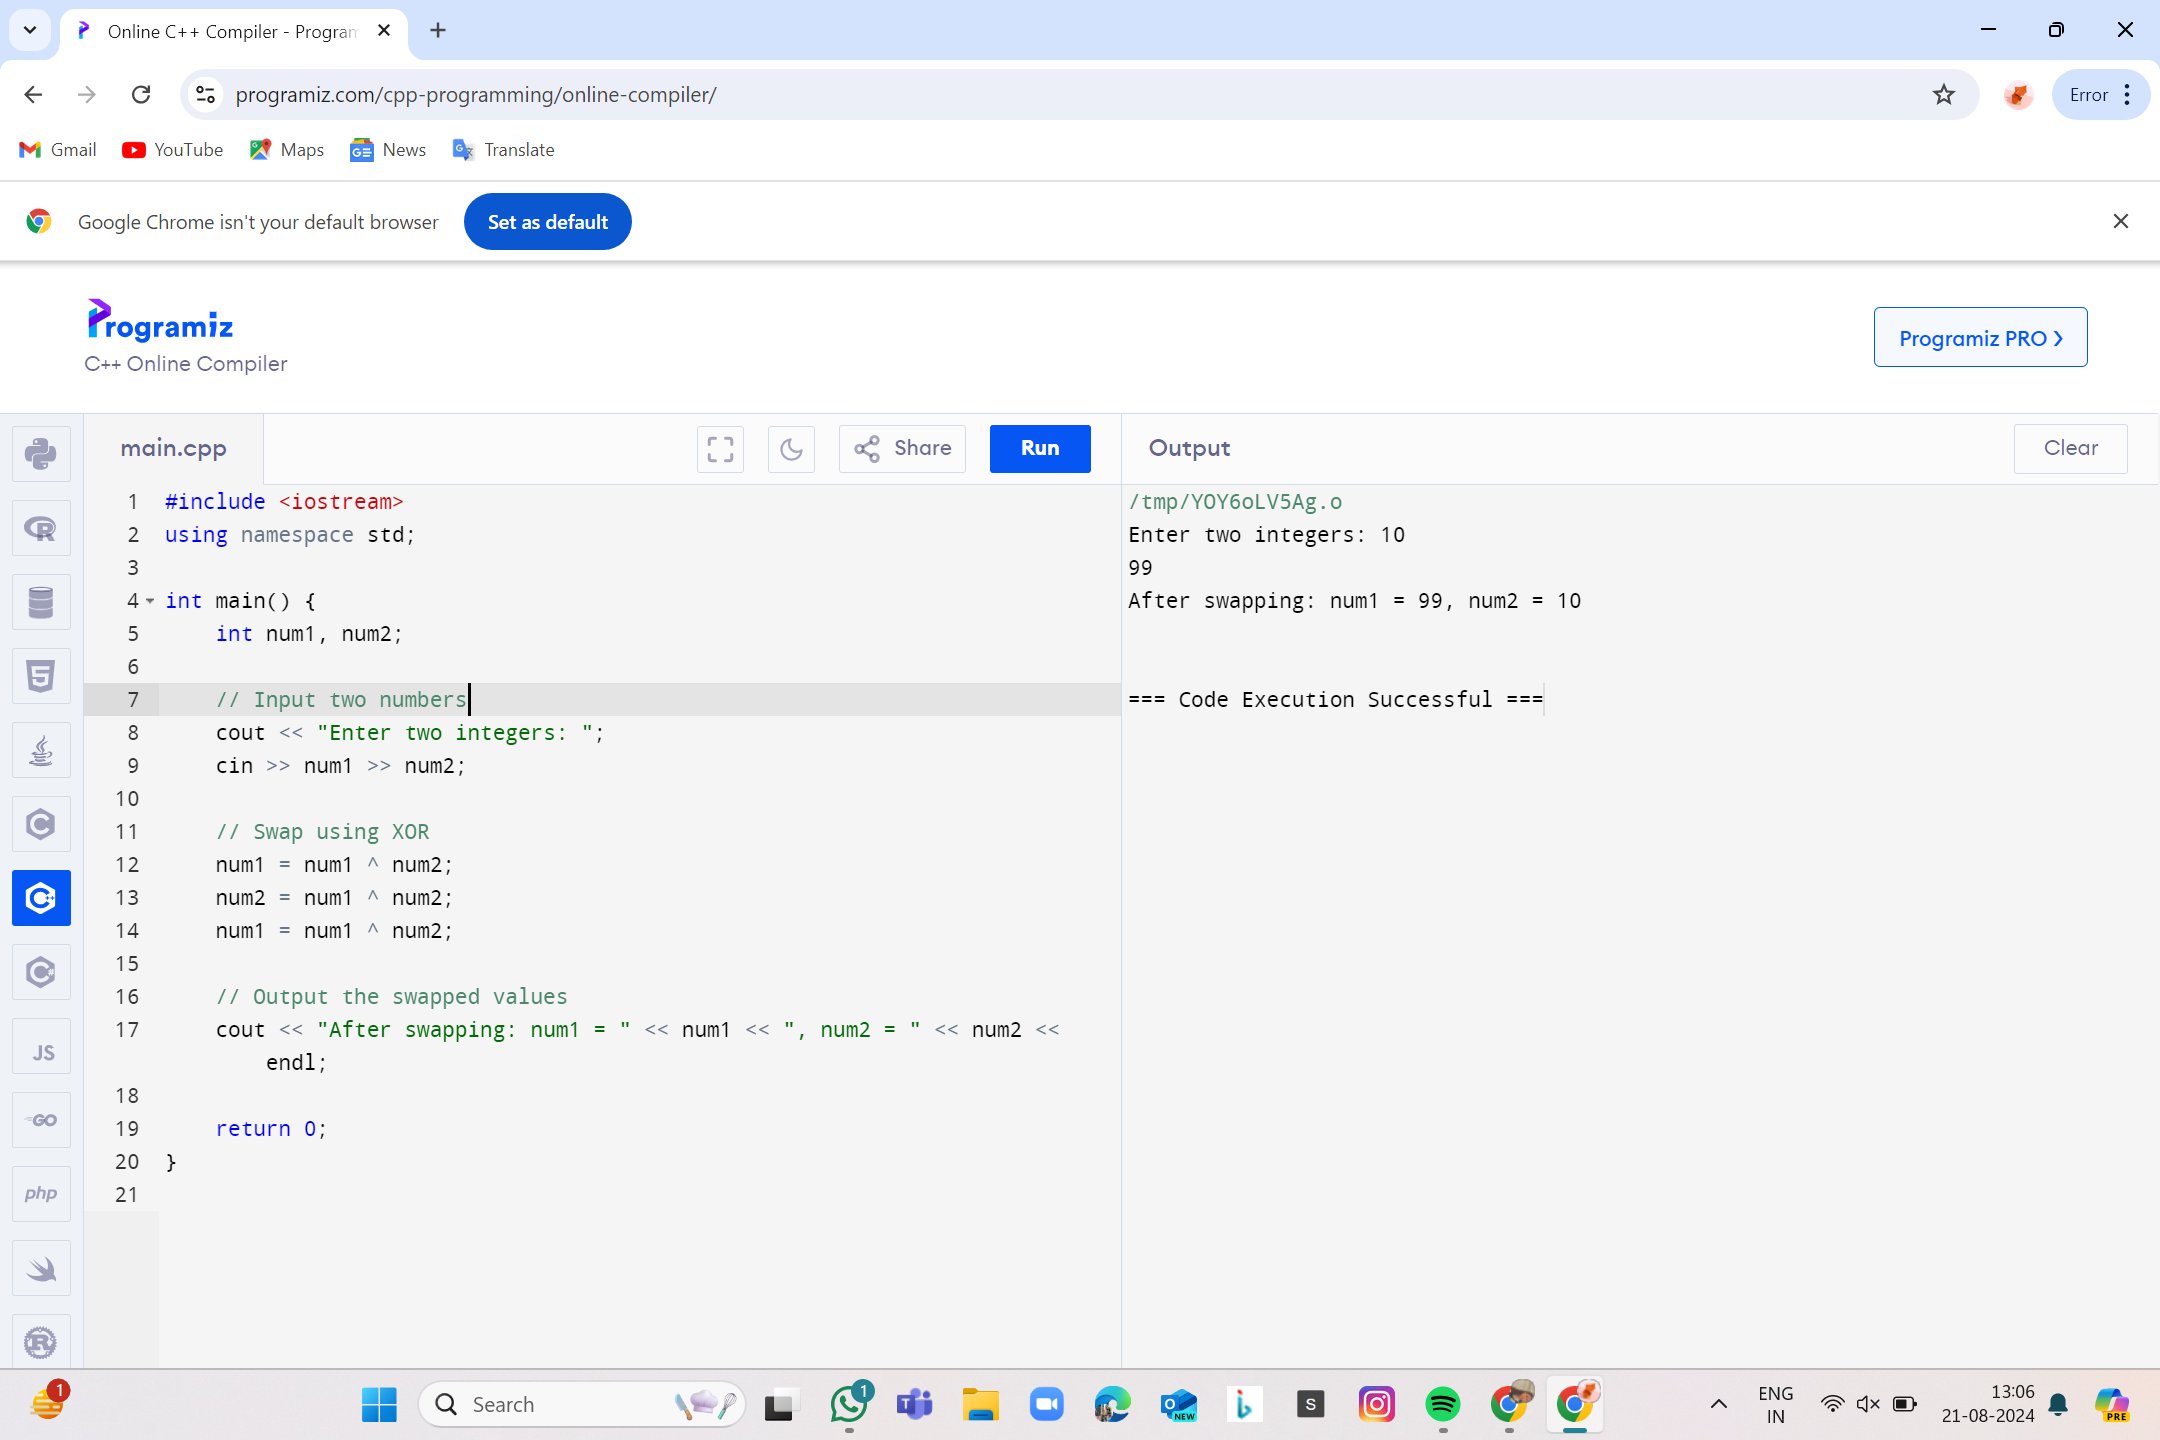 Online C++ Compiler - Program
programiz.com/cpp-programming/online-compiler/
Error
Gmail
YouTube
Maps
News
Translate
Google Chrome isn't your default browser
Set as default
Programiz
C++ Online Compiler
Programiz PRO
main.cpp
Share
Run
Output
Clear
1 #include <iostream>
2 using namespace std;
3
4 int main() {
5 int num1, num2;
6
7 // Input two numbers
8 cout << "Enter two integers: ";
9 cin >> num1 >> num2;
10
11 // Swap using XOR
12 num1 = num1 ^ num2;
13 num2 = num1 ^ num2;
14 num1 = num1 ^ num2;
15
16 // Output the swapped values
17 cout << "After swapping: num1 = " << num1 << ", num2 = " << num2 <<
endl;
18
19 return 0;
20 }
21
/tmp/YOY6oLV5Ag.o
Enter two integers: 10
99
After swapping: num1 = 99, num2 = 10
=== Code Execution Successful ===
R
5
C
C++
C#
JS
GO
php
R
1
Search
1
NEW
b
S
ENG
IN
13:06
21-08-2024
PRE